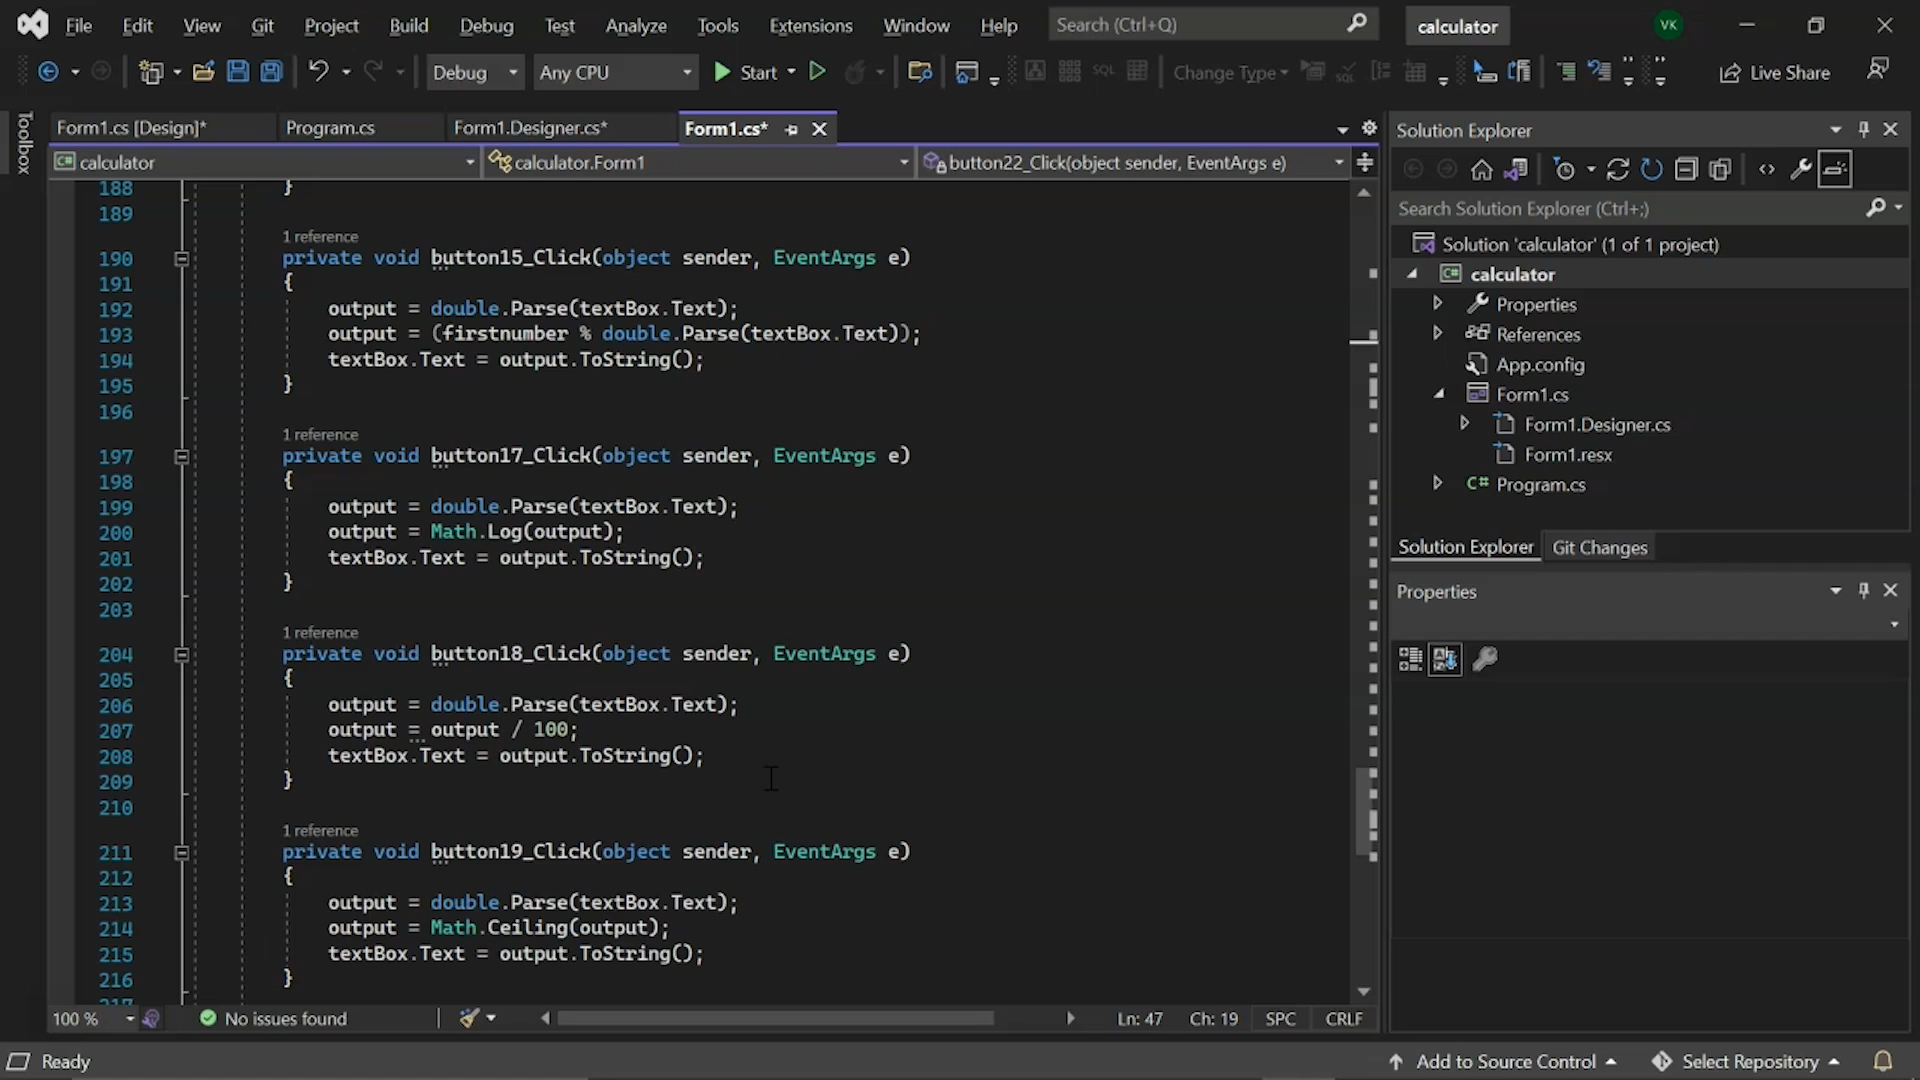 File Edit View Git Project Build Debug Test Analyze Tools Extensions Window Help Search (Ctrl+Q) calculator VK
Debug Any CPU Start SQL Change Type Live Share
Toolbox
Form1.cs [Design]* Program.cs Form1.Designer.cs* Form1.cs*
C# calculator calculator.Form1 button22_Click(object sender, EventArgs e)
188 }
189
1 reference
190 private void button15_Click(object sender, EventArgs e)
191 {
192 output = double.Parse(textBox.Text);
193 output = (firstnumber % double.Parse(textBox.Text));
194 textBox.Text = output.ToString();
195 }
196
1 reference
197 private void button17_Click(object sender, EventArgs e)
198 {
199 output = double.Parse(textBox.Text);
200 output = Math.Log(output);
201 textBox.Text = output.ToString();
202 }
203
1 reference
204 private void button18_Click(object sender, EventArgs e)
205 {
206 output = double.Parse(textBox.Text);
207 output = output / 100;
208 textBox.Text = output.ToString();
209 }
210
1 reference
211 private void button19_Click(object sender, EventArgs e)
212 {
213 output = double.Parse(textBox.Text);
214 output = Math.Ceiling(output);
215 textBox.Text = output.ToString();
216 }
217
100 % No issues found Ln: 47 Ch: 19 SPC CRLF
Solution Explorer
Search Solution Explorer (Ctrl+;)
Solution 'calculator' (1 of 1 project)
C# calculator
Properties
References
App.config
Form1.cs
Form1.Designer.cs
Form1.resx
C# Program.cs
Solution Explorer Git Changes
Properties
Ready Add to Source Control Select Repository